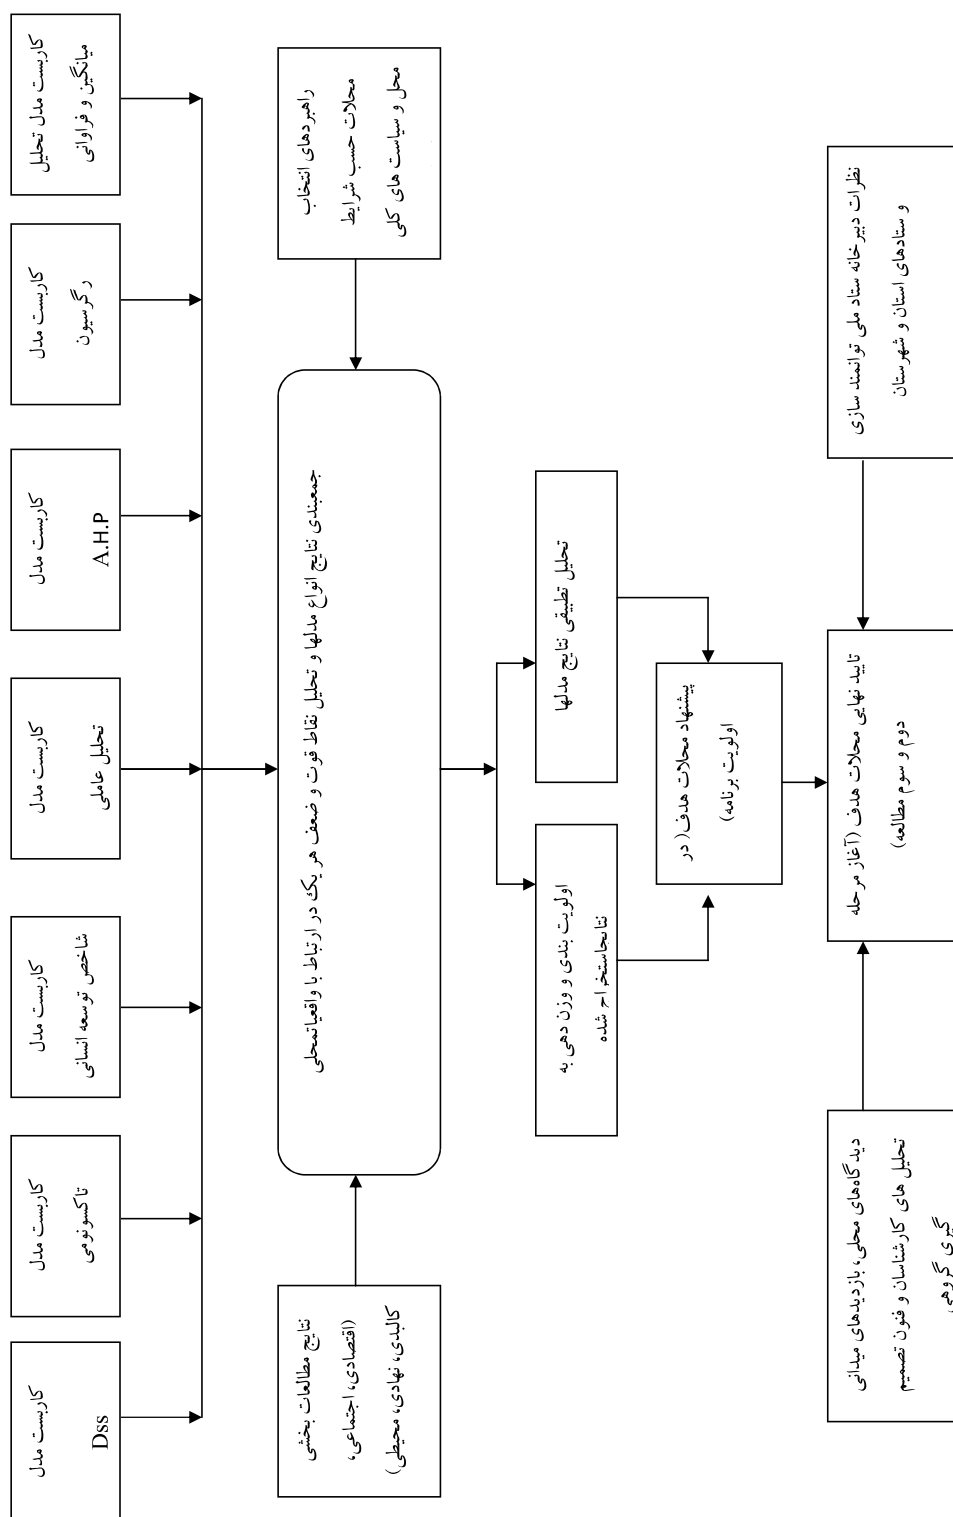 کاربست مدل تحلیل
میانگین و فراوانی
کاربست مدل
رگرسیون
کاربست مدل
A.H.P
کاربست مدل
تحلیل عاملی
کاربست مدل
شاخص توسعه انسانی
کاربست مدل
تاکسونومی
کاربست مدل
Dss
راهبردهای انتخاب
محلات حسب شرایط
محل و سیاست های کلی
جمعبندی نتایج انواع مدلها و تحلیل نقاط قوت و ضعف هر یک در ارتباط با واقعیاتمحلی
نتایج مطالعات بخشی
(اقتصادی، اجتماعی،
کالبدی، نهادی، محیطی)
تحلیل تطبیقی نتایج مدلها
اولویت بندی و وزن دهی به
نتایجاستخراج شده
پیشنهاد محلات هدف( در
اولویت برنامه)
نظرات دبیرخانه ستاد ملی توانمند سازی
و ستادهای استان و شهرستان
تایید نهایی محلات هدف (آغاز مرحله
دوم و سوم مطالعه)
دیدگاه‌های محلی، بازدیدهای میدانی
تحلیل های کارشناسان و فنون تصمیم
گیری گروهی